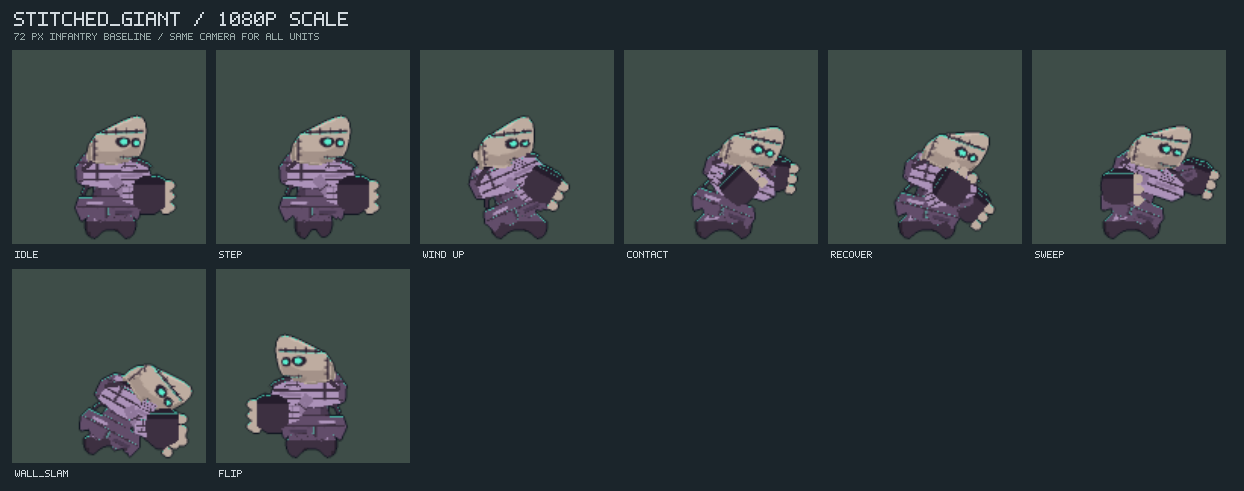 STITCHED_GIANT / 1080P SCALE
72 PX INFANTRY BASELINE / SAME CAMERA FOR ALL UNITS
IDLE
STEP
WIND UP
CONTACT
RECOVER
SWEEP
WALL_SLAM
FLIP